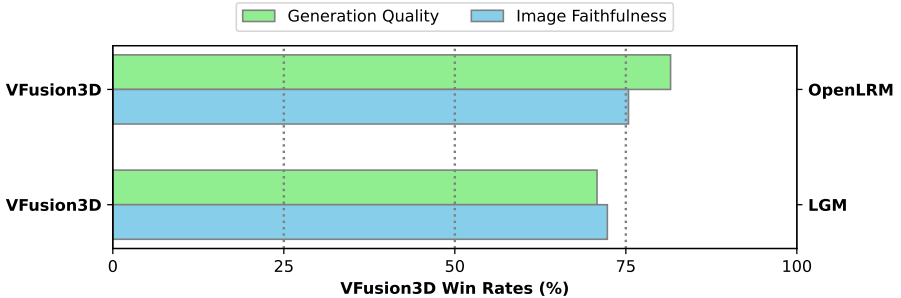 Generation Quality Image Faithfulness
VFusion3D OpenLRM
VFusion3D LGM
0 25 50 75 100
VFusion3D Win Rates (%)